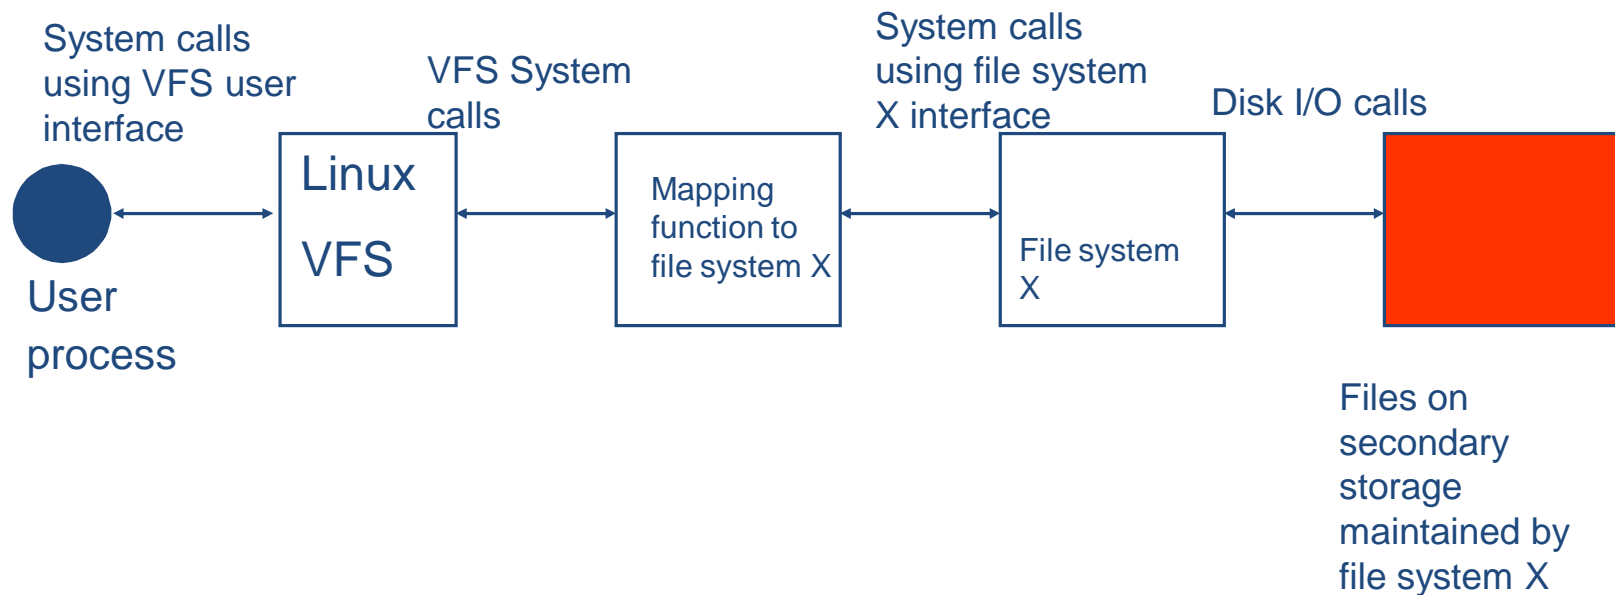 System calls
using VFS user
interface
VFS System
calls
System calls
using file system
X interface
Disk I/O calls
Linux
VFS
Mapping
function to
file system X
File system
X
User
process
Files on
secondary
storage
maintained by
file system X